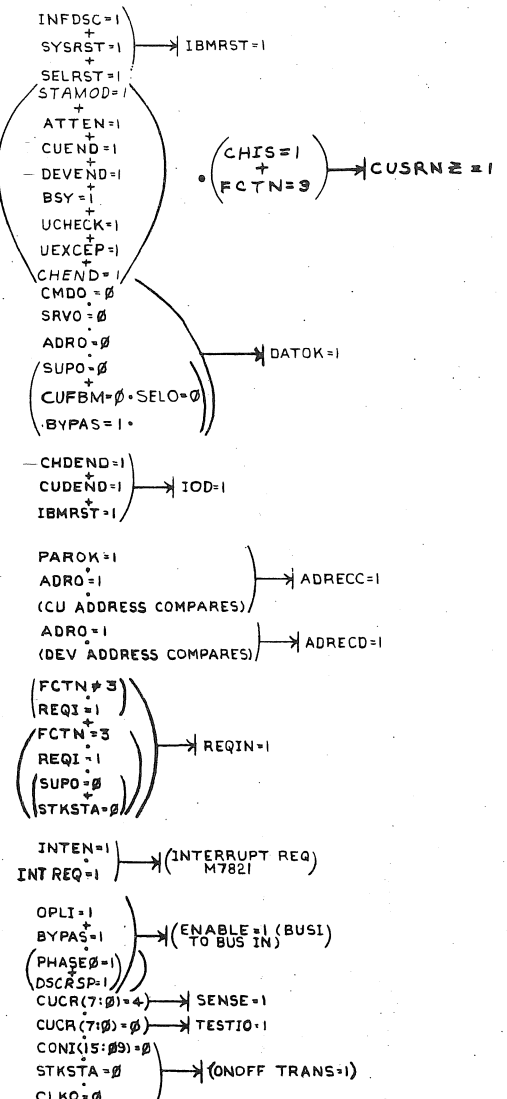 INFDSC=1
+
SYSRST=1 IBMRST=1
+
SELRST=1
STAMOD=1
+
ATTEN=1
+
CUEND=1
+
DEVEND=1
+
BSY=1
+
UCHECK=1
+
UEXCEP=1
+
CHEND=1
. (CHIS=1
+
FCTN=3) CUSRNZ=1
CMDO=Ø
.
SRVO=Ø
.
ADRO=Ø
.
(SUPO=Ø
+
CUFBM=Ø.SELO=Ø)
.BYPAS=1. DATOK=1
CHDEND=1
+
CUDEND=1 IOD=1
+
IBMRST=1
PAROK=1
.
ADRO=1 ADRECC=1
.
(CU ADDRESS COMPARES)
ADRO=1
. ADRECD=1
(DEV ADDRESS COMPARES)
(FCTN≠3
.
REQI=1)
+
(FCTN=3
.
REQI=1 REQIN=1
.
(SUPO=Ø
+
STKSTA=Ø))
INTEN=1
.
INT REQ=1 (INTERRUPT REQ)
M7821
OPLI=1
+
BYPAS=1 (ENABLE=1 (BUSI)
TO BUS IN)
.
(PHASEØ=1)
+
DSCRSP=1)
CUCR(7:Ø)=4) SENSE=1
CUCR(7:Ø)=Ø) TESTIO=1
CONI(15:Ø9)=Ø
.
STKSTA=Ø (ONOFF TRANS=1)
.
CLKO=Ø